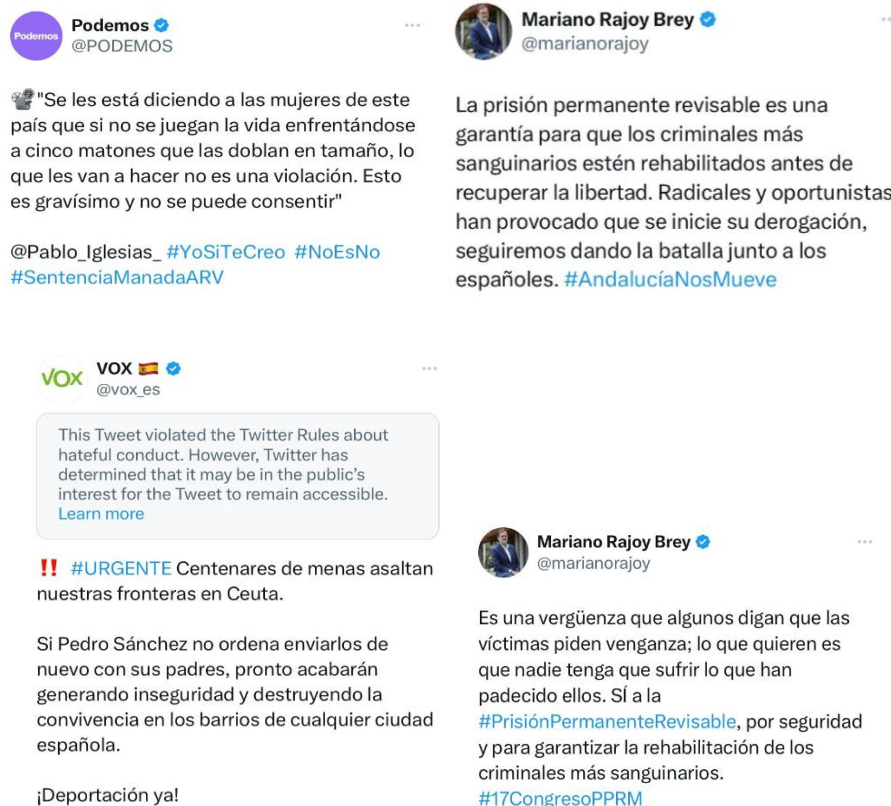 Podemos
Podemos
@PODEMOS
📽"Se les está diciendo a las mujeres de este
país que si no se juegan la vida enfrentándose
a cinco matones que las doblan en tamaño, lo
que les van a hacer no es una violación. Esto
es gravísimo y no se puede consentir"
@Pablo_Iglesias_ #YoSiTeCreo #NoEsNo
#SentenciaManadaARV
Mariano Rajoy Brey
@marianorajoy
La prisión permanente revisable es una
garantía para que los criminales más
sanguinarios estén rehabilitados antes de
recuperar la libertad. Radicales y oportunistas
han provocado que se inicie su derogación,
seguiremos dando la batalla junto a los
españoles. #AndalucíaNosMueve
VOX
VOX 🇪🇸
@vox_es
This Tweet violated the Twitter Rules about
hateful conduct. However, Twitter has
determined that it may be in the public's
interest for the Tweet to remain accessible.
Learn more
‼️ #URGENTE Centenares de menas asaltan
nuestras fronteras en Ceuta.
Si Pedro Sánchez no ordena enviarlos de
nuevo con sus padres, pronto acabarán
generando inseguridad y destruyendo la
convivencia en los barrios de cualquier ciudad
española.
¡Deportación ya!
Mariano Rajoy Brey
@marianorajoy
Es una vergüenza que algunos digan que las
víctimas piden venganza; lo que quieren es
que nadie tenga que sufrir lo que han
padecido ellos. SÍ a la
#PrisiónPermanenteRevisable, por seguridad
y para garantizar la rehabilitación de los
criminales más sanguinarios.
#17CongresoPPRM